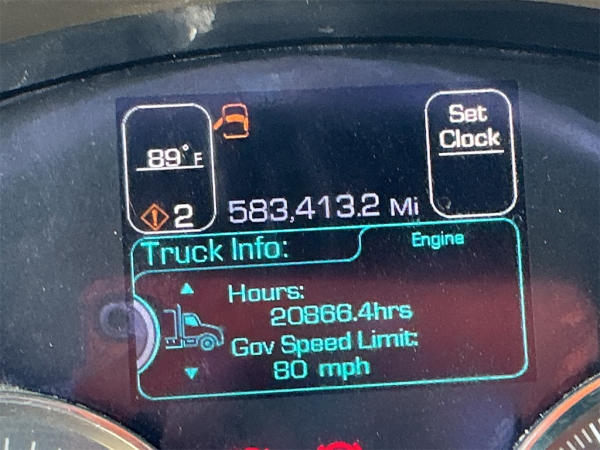 89°F
Set
Clock
2
583,413.2 Mi
Truck Info:
Engine
Hours:
20866.4hrs
Gov Speed Limit:
80 mph